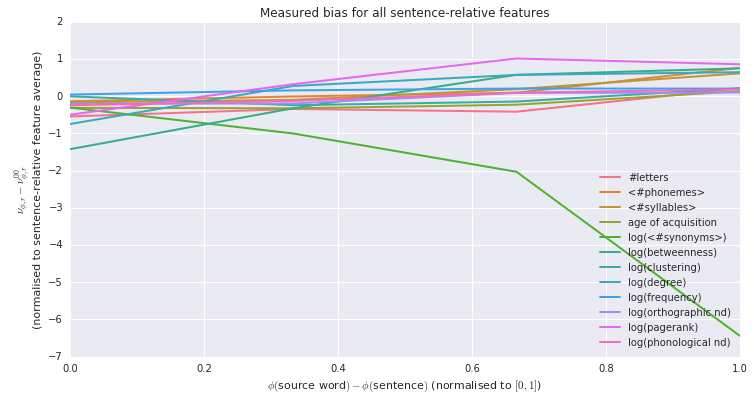 Measured bias for all sentence-relative features
2
1
0
−1
−2
−3
−4
−5
−6
−7
ν_{ϕ,r} − ν^{00}_{ϕ,r}
(normalised to sentence-relative feature average)
#letters
<#phonemes>
<#syllables>
age of acquisition
log(<#synonyms>)
log(betweenness)
log(clustering)
log(degree)
log(frequency)
log(orthographic nd)
log(pagerank)
log(phonological nd)
0.0 0.2 0.4 0.6 0.8 1.0
ϕ(source word) − ϕ(sentence) (normalised to [0, 1])